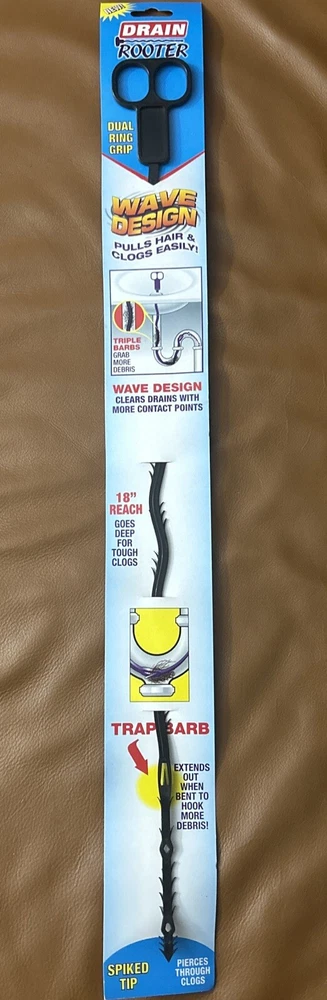 NEW!
DRAIN
ROOTER
DUAL
RING
GRIP
WAVE
DESIGN
PULLS HAIR &
CLOGS EASILY!
TRIPLE
BARBS
GRAB
MORE
DEBRIS
WAVE DESIGN
CLEARS DRAINS WITH
MORE CONTACT POINTS
18"
REACH
GOES
DEEP
FOR
TOUGH
CLOGS
TRAP BARB
EXTENDS
OUT
WHEN
BENT TO
HOOK
MORE
DEBRIS!
SPIKED
TIP
PIERCES
THROUGH
CLOGS